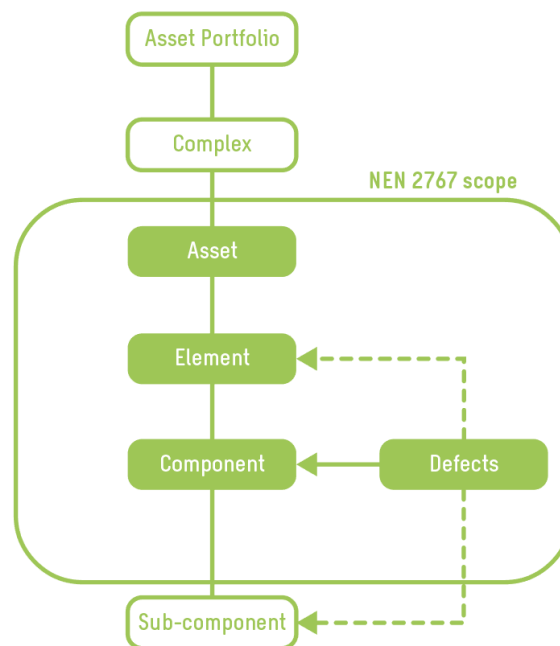 Asset Portfolio
Complex
NEN 2767 scope
Asset
Element
Component
Defects
Sub-component